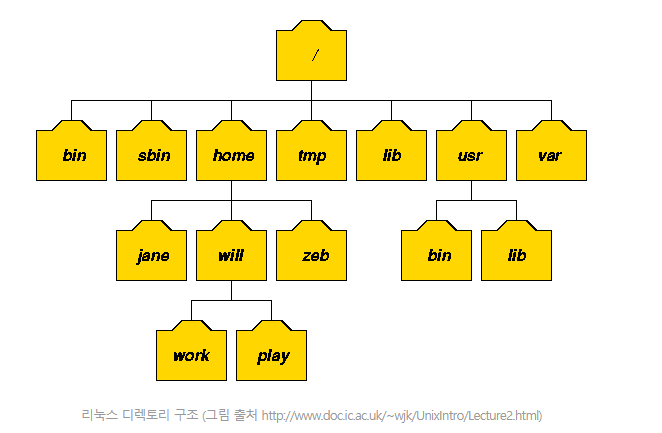 /
bin sbin home tmp lib usr var
jane will zeb bin lib
work play
리눅스 디렉토리 구조 (그림 출처 http://www.doc.ic.ac.uk/~wjk/UnixIntro/Lecture2.html)